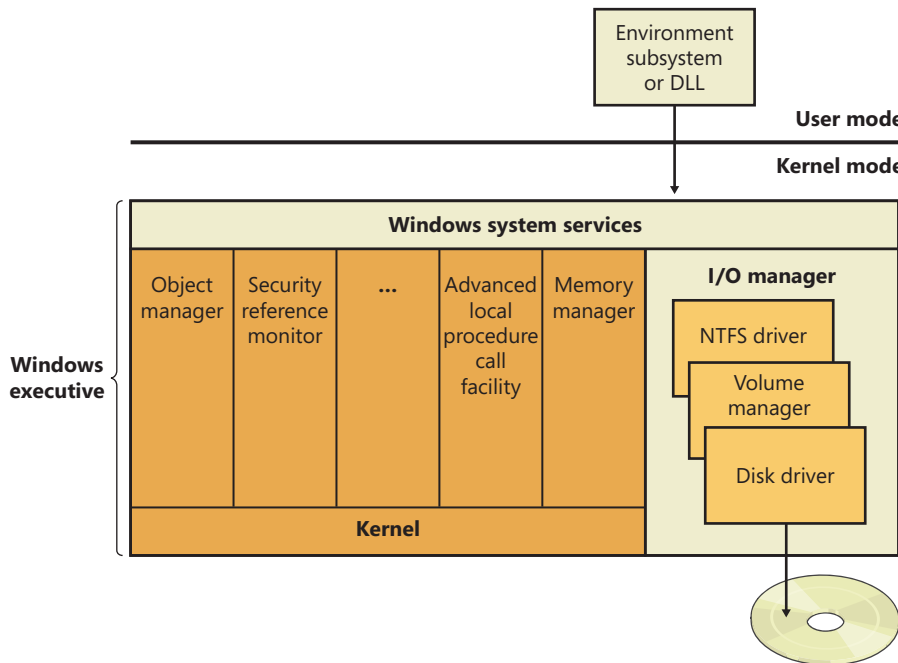 Environment
subsystem
or DLL
User mode
Kernel mode
Windows system services
Windows
executive
Object
manager
Security
reference
monitor
...
Advanced
local
procedure
call
facility
Memory
manager
I/O manager
NTFS driver
Volume
manager
Disk driver
Kernel